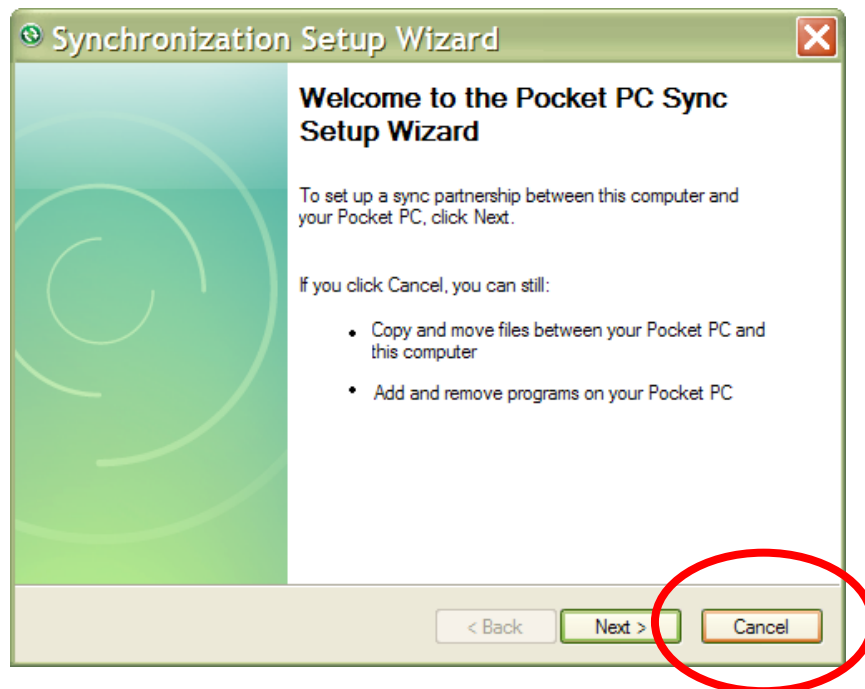 Synchronization Setup Wizard
Welcome to the Pocket PC Sync
Setup Wizard
To set up a sync partnership between this computer and
your Pocket PC, click Next.
If you click Cancel, you can still:
• Copy and move files between your Pocket PC and
this computer
• Add and remove programs on your Pocket PC
< Back Next > Cancel